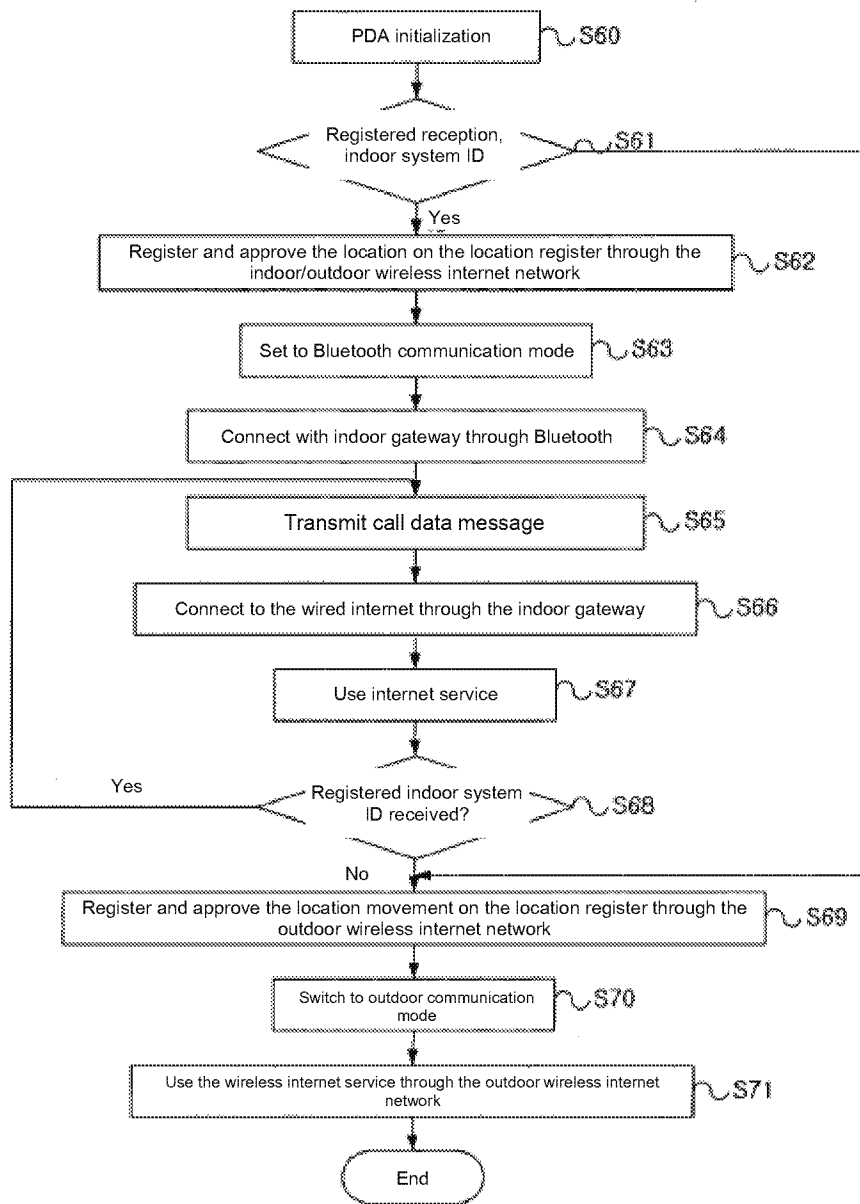 PDA initialization
S60
Registered reception,
indoor system ID
S61
Yes
Register and approve the location on the location register through the
indoor/outdoor wireless internet network
S62
Set to Bluetooth communication mode
S63
Connect with indoor gateway through Bluetooth
S64
Transmit call data message
S65
Connect to the wired internet through the indoor gateway
S66
Use internet service
S67
Yes
Registered indoor system
ID received?
S68
No
Register and approve the location movement on the location register through the
outdoor wireless internet network
S69
Switch to outdoor communication
mode
S70
Use the wireless internet service through the outdoor wireless internet
network
S71
End